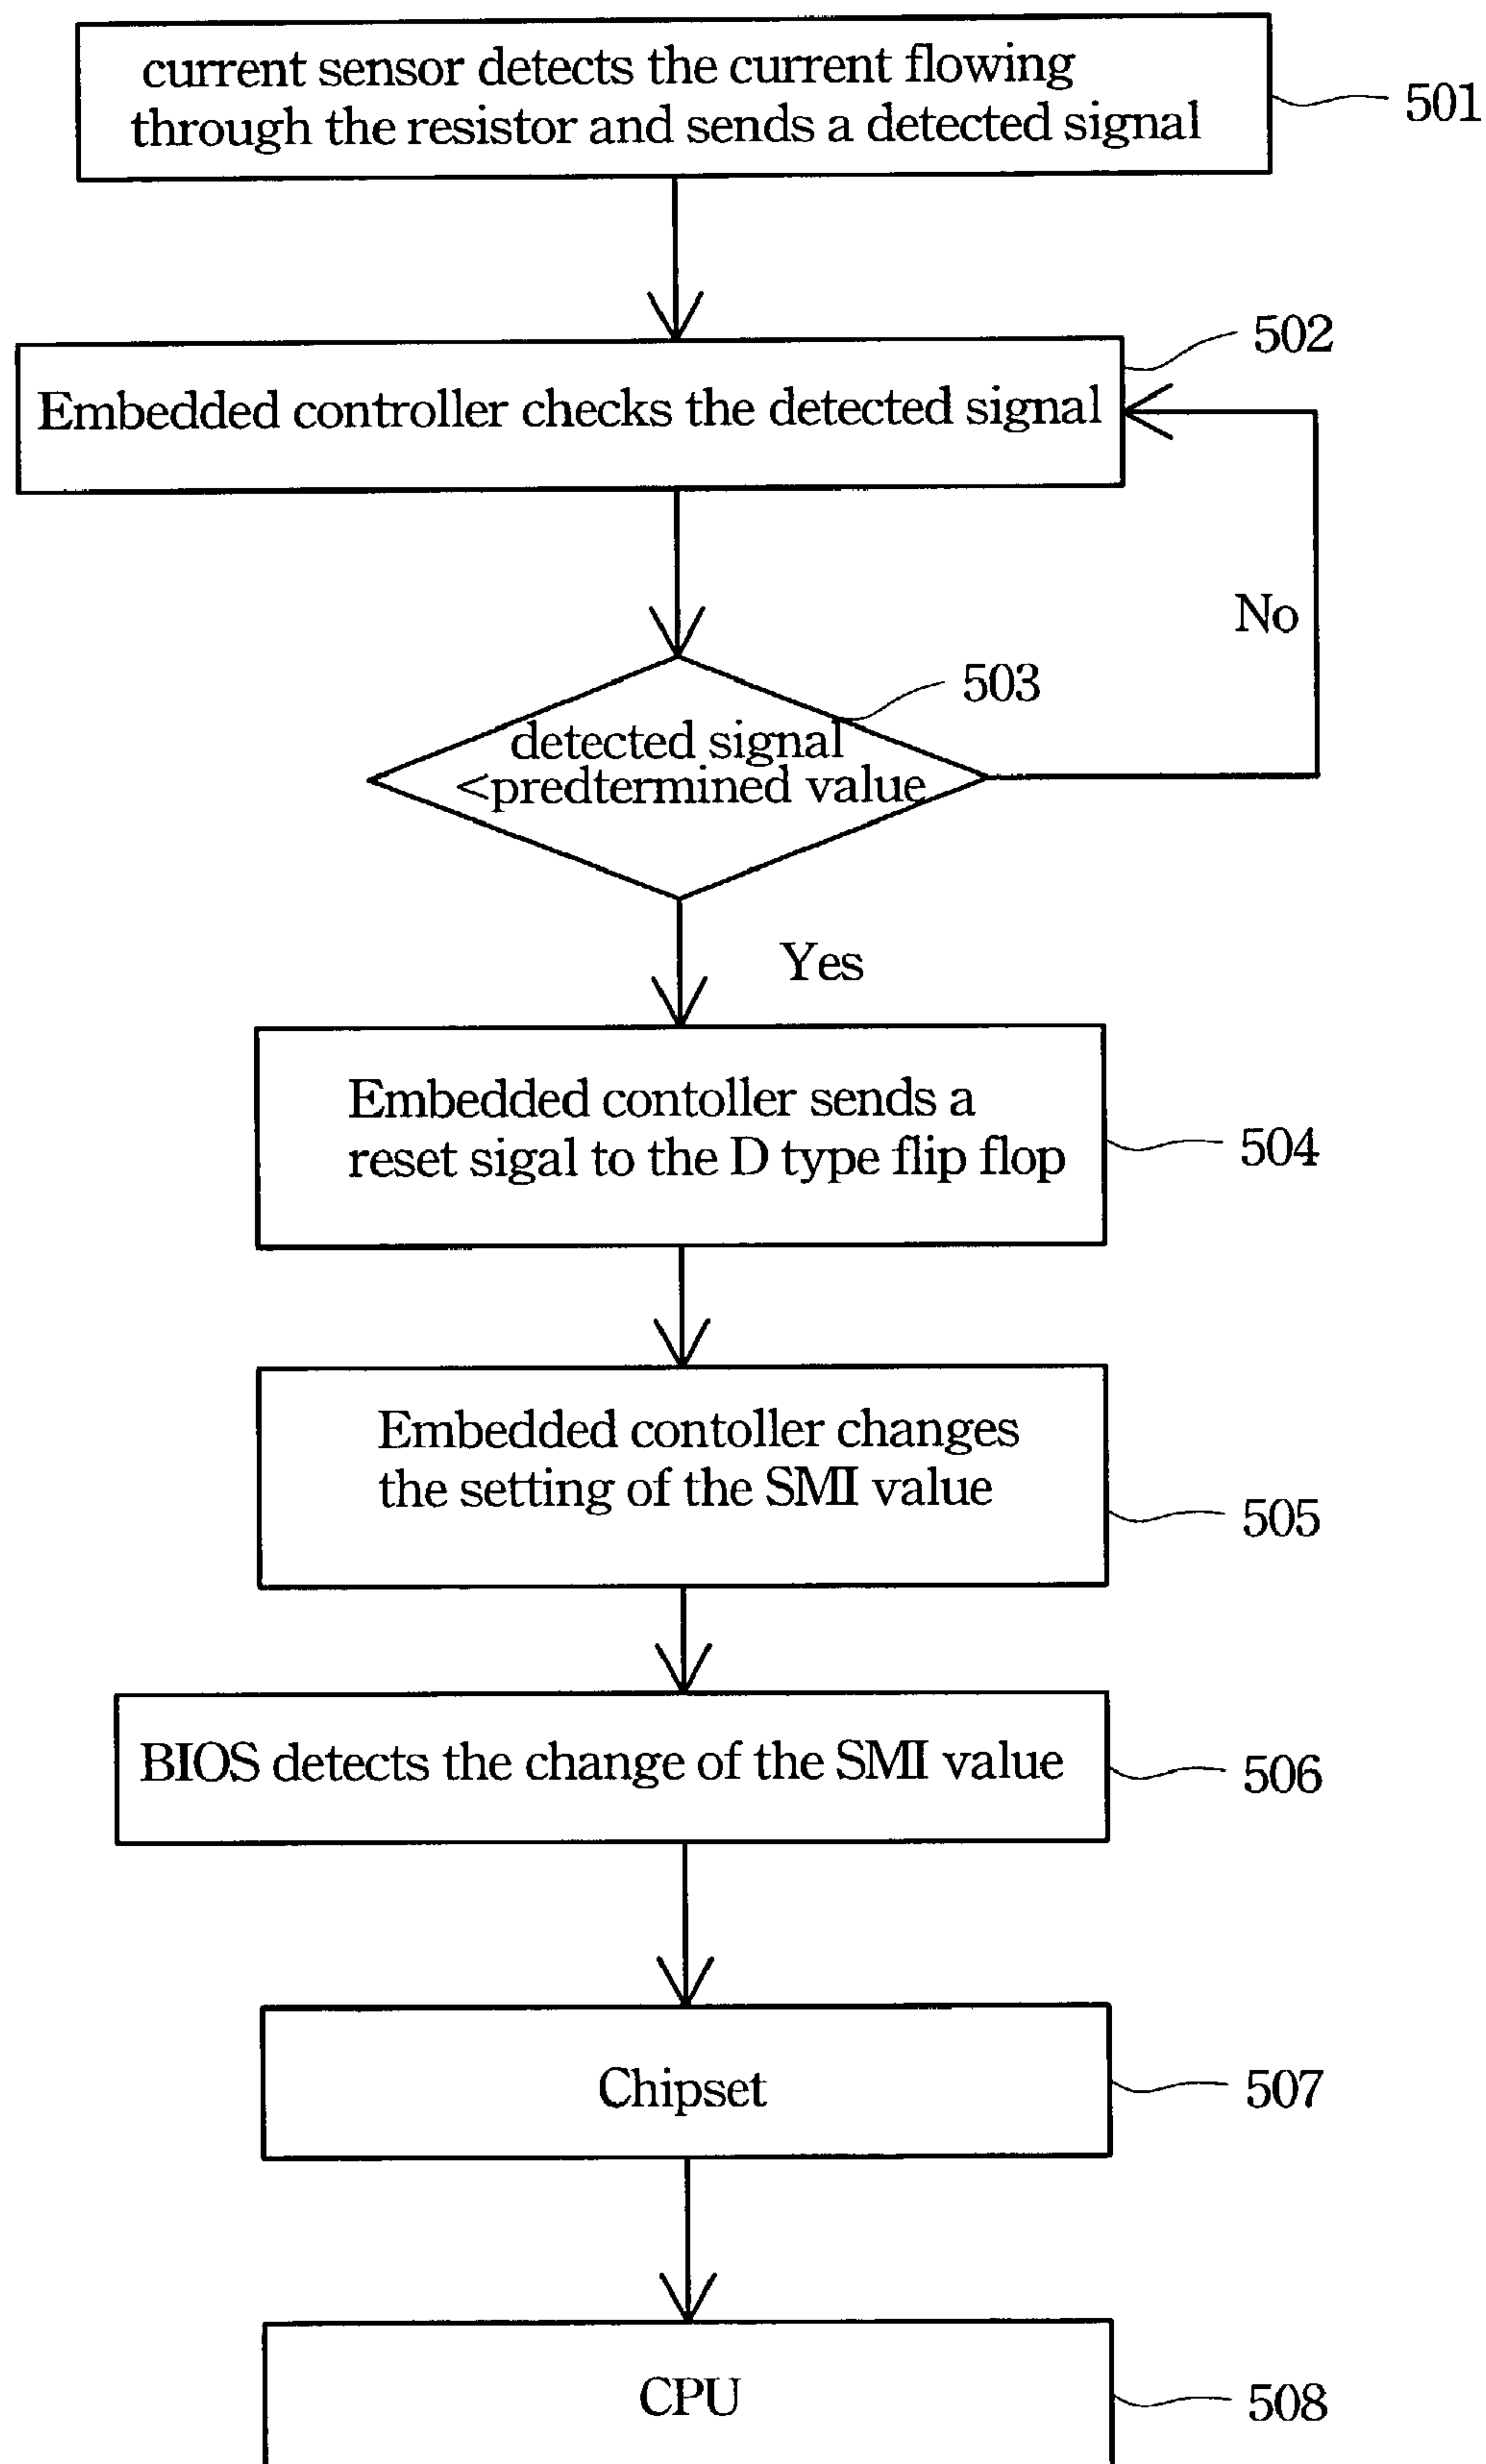 current sensor detects the current flowing
through the resistor and sends a detected signal
501
502
Embedded controller checks the detected signal
No
503
detected signal
<predtermined value
Yes
Embedded contoller sends a
reset sigal to the D type flip flop
504
Embedded contoller changes
the setting of the SMI value
505
BIOS detects the change of the SMI value
506
Chipset
507
CPU
508